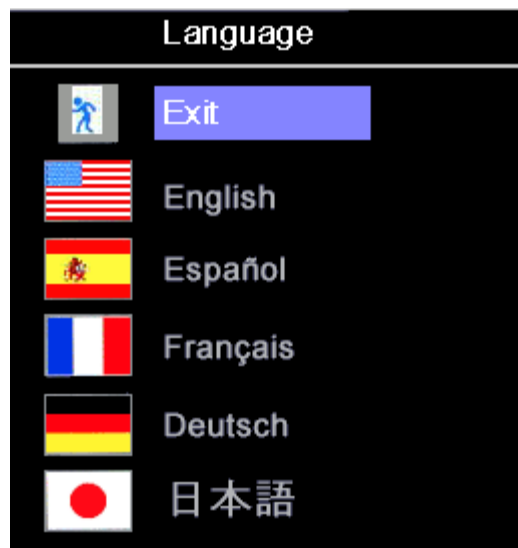 Language
Exit
English
Español
Français
Deutsch
日本語